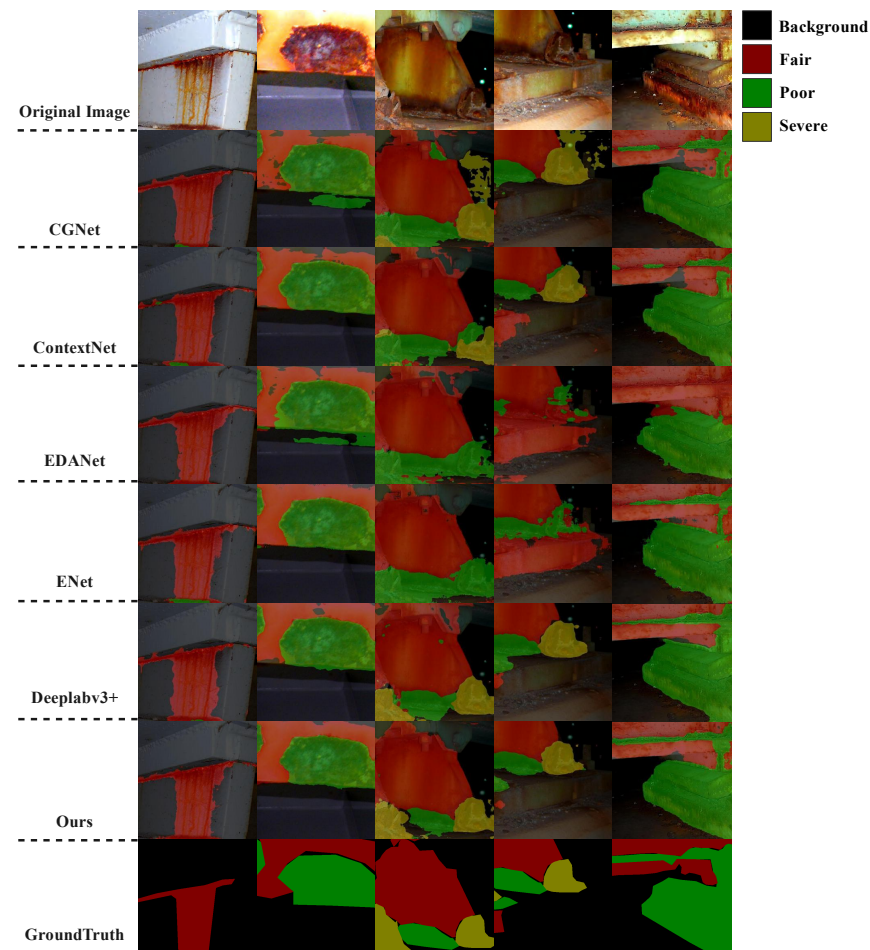 Background
Fair
Poor
Severe
Original Image
CGNet
ContextNet
EDANet
ENet
Deeplabv3+
Ours
GroundTruth